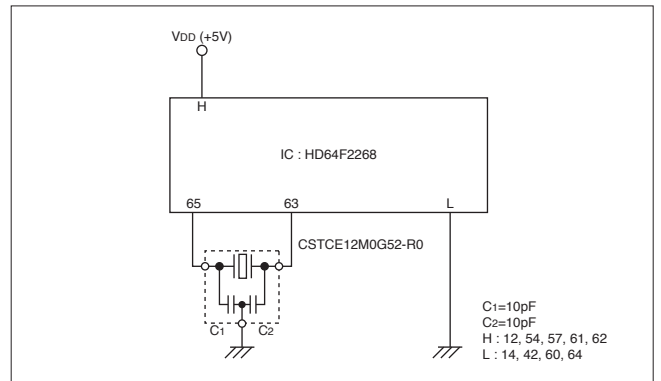 VDD (+5V)
H
IC : HD64F2268
65 63 L
CSTCE12M0G52-R0
C1 C2
C1=10pF
C2=10pF
H : 12, 54, 57, 61, 62
L : 14, 42, 60, 64